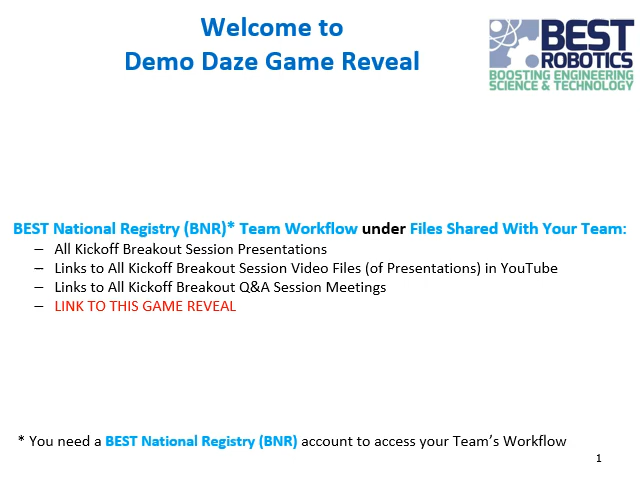 Welcome to
Demo Daze Game Reveal
BEST
ROBOTICS
BOOSTING ENGINEERING
SCIENCE & TECHNOLOGY
BEST National Registry (BNR)* Team Workflow under Files Shared With Your Team:
– All Kickoff Breakout Session Presentations
– Links to All Kickoff Breakout Session Video Files (of Presentations) in YouTube
– Links to All Kickoff Breakout Q&A Session Meetings
– LINK TO THIS GAME REVEAL
* You need a BEST National Registry (BNR) account to access your Team's Workflow
1